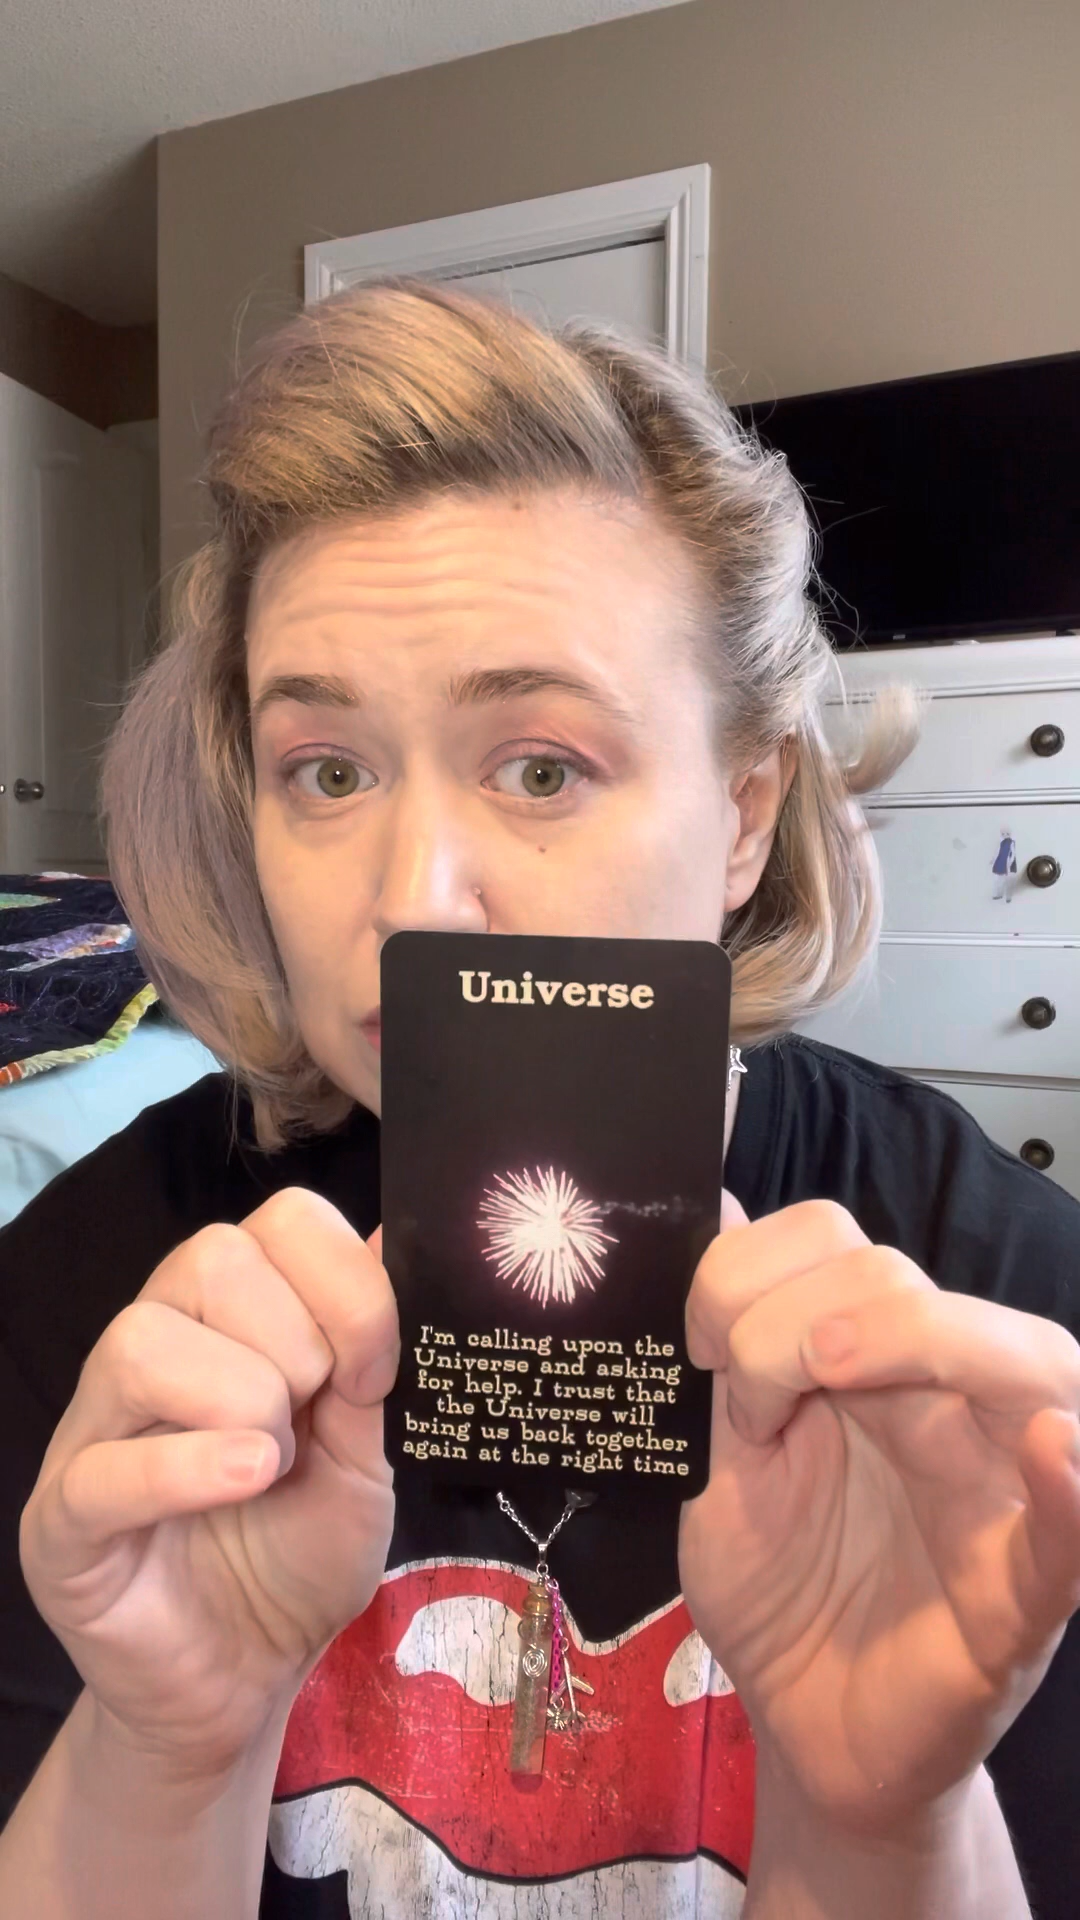 Universe
I'm calling upon the
Universe and asking
for help. I trust that
the Universe will
bring us back together
again at the right time